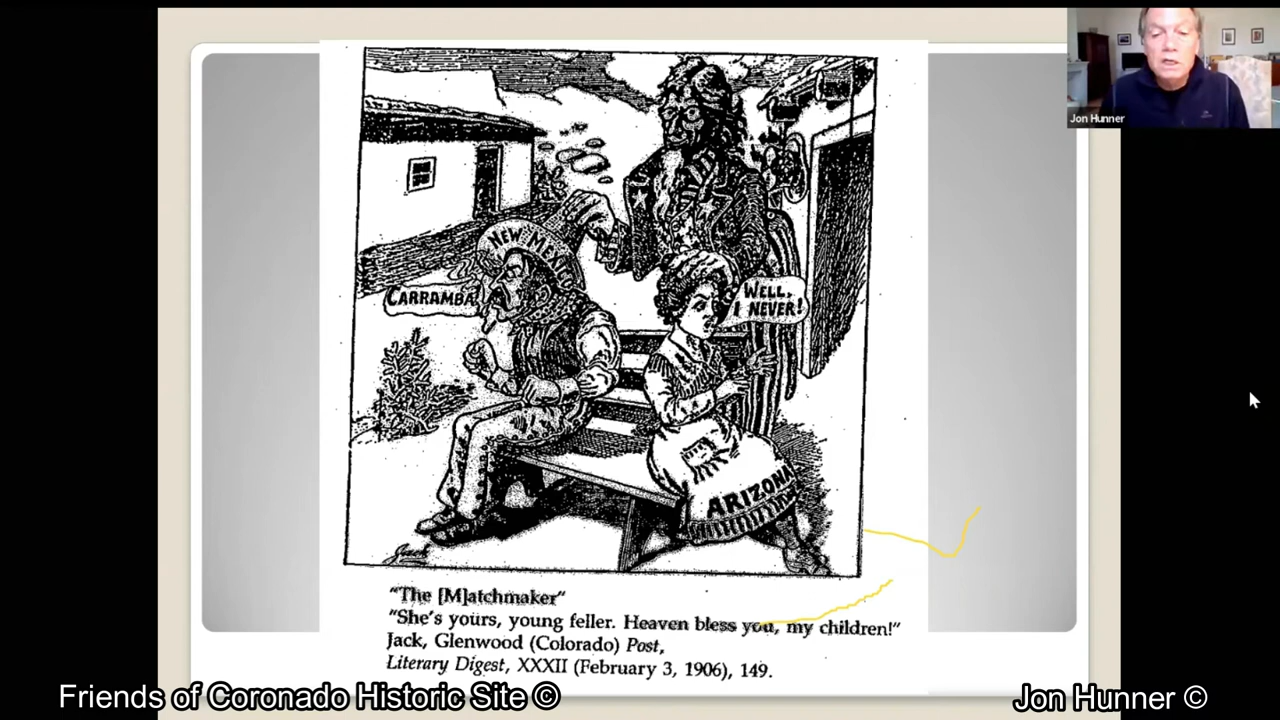 Jon Hunner
NEW MEXICO
CARRAMBA
WELL,
I NEVER!
ARIZONA
Jack
"The [M]atchmaker"
"She's yours, young feller. Heaven bless you, my children!"
Jack, Glenwood (Colorado) Post,
Literary Digest, XXXII (February 3, 1906), 149.
Friends of Coronado Historic Site ©
Jon Hunner ©